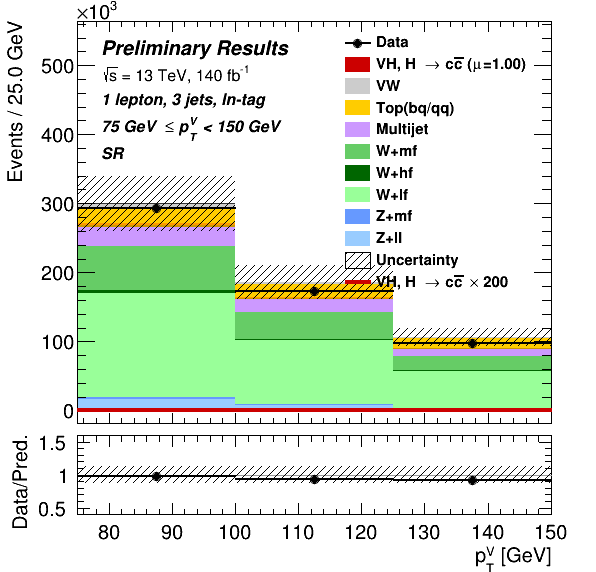 ×10³
Events / 25.0 GeV
500
400
300
200
100
0
Preliminary Results
√s = 13 TeV, 140 fb⁻¹
1 lepton, 3 jets, ln-tag
75 GeV ≤ p_T^V < 150 GeV
SR
Data
VH, H → cc̅ (μ=1.00)
VW
Top(bq/qq)
Multijet
W+mf
W+hf
W+lf
Z+mf
Z+ll
Uncertainty
VH, H → cc̅ × 200
Data/Pred.
1.5
1
0.5
80 90 100 110 120 130 140 150
p_T^V [GeV]